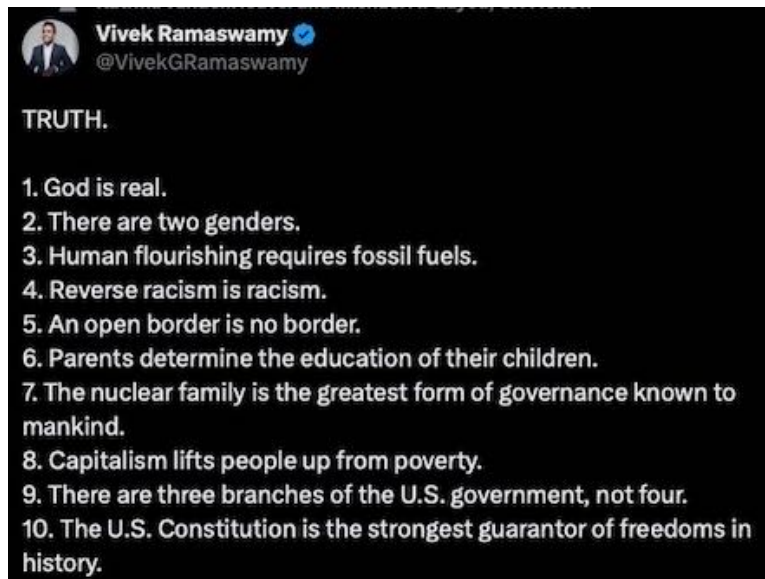 Vivek Ramaswamy
@VivekGRamaswamy
TRUTH.
1. God is real.
2. There are two genders.
3. Human flourishing requires fossil fuels.
4. Reverse racism is racism.
5. An open border is no border.
6. Parents determine the education of their children.
7. The nuclear family is the greatest form of governance known to
mankind.
8. Capitalism lifts people up from poverty.
9. There are three branches of the U.S. government, not four.
10. The U.S. Constitution is the strongest guarantor of freedoms in
history.